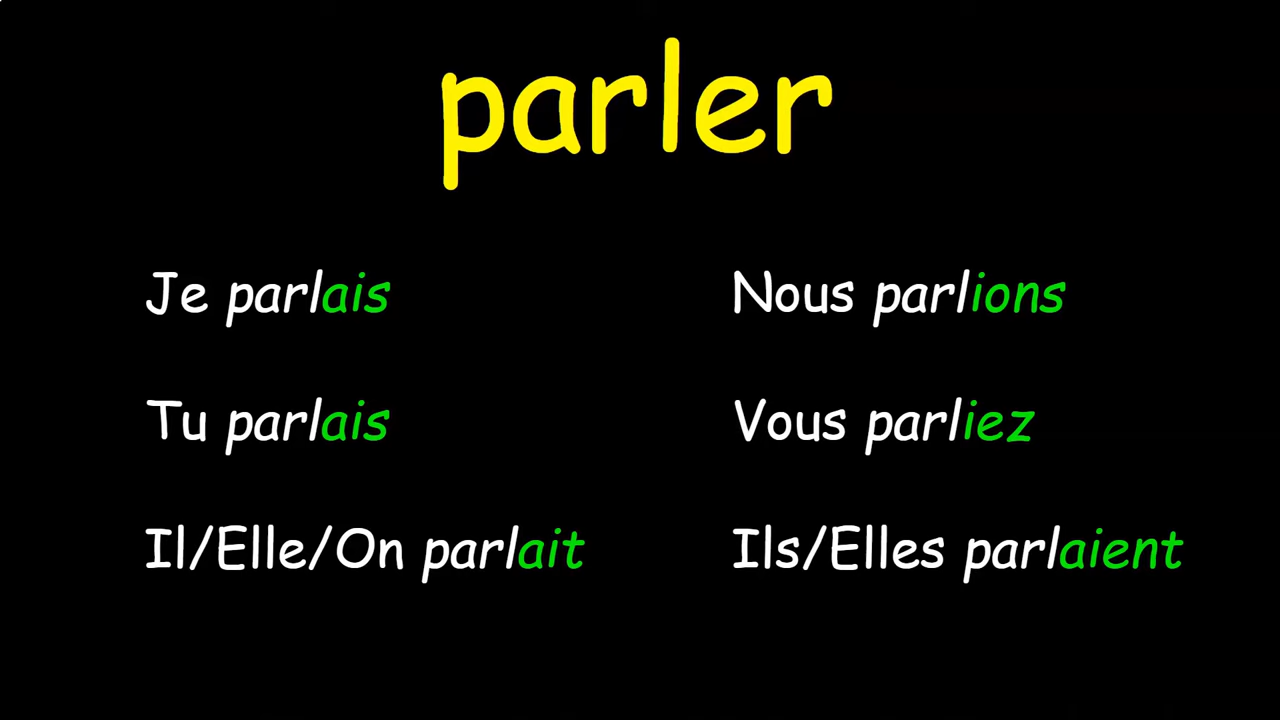 parler
Je parlais
Nous parlions
Tu parlais
Vous parliez
Il/Elle/On parlait
Ils/Elles parlaient